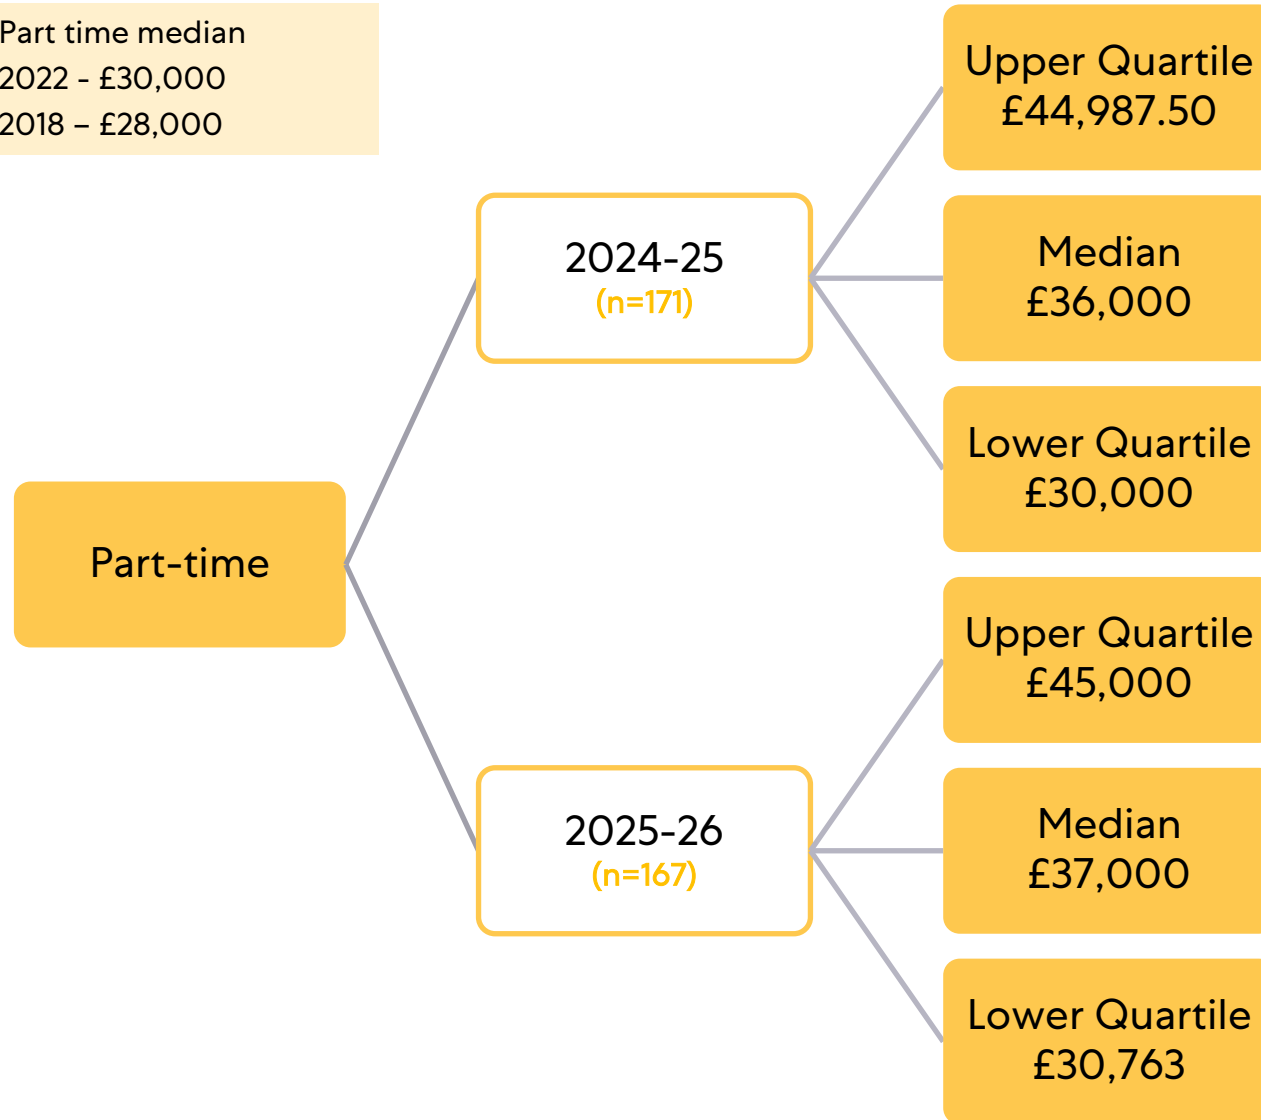 Part time median
2022 - £30,000
2018 – £28,000
Part-time
2024-25
(n=171)
Upper Quartile
£44,987.50
Median
£36,000
Lower Quartile
£30,000
2025-26
(n=167)
Upper Quartile
£45,000
Median
£37,000
Lower Quartile
£30,763